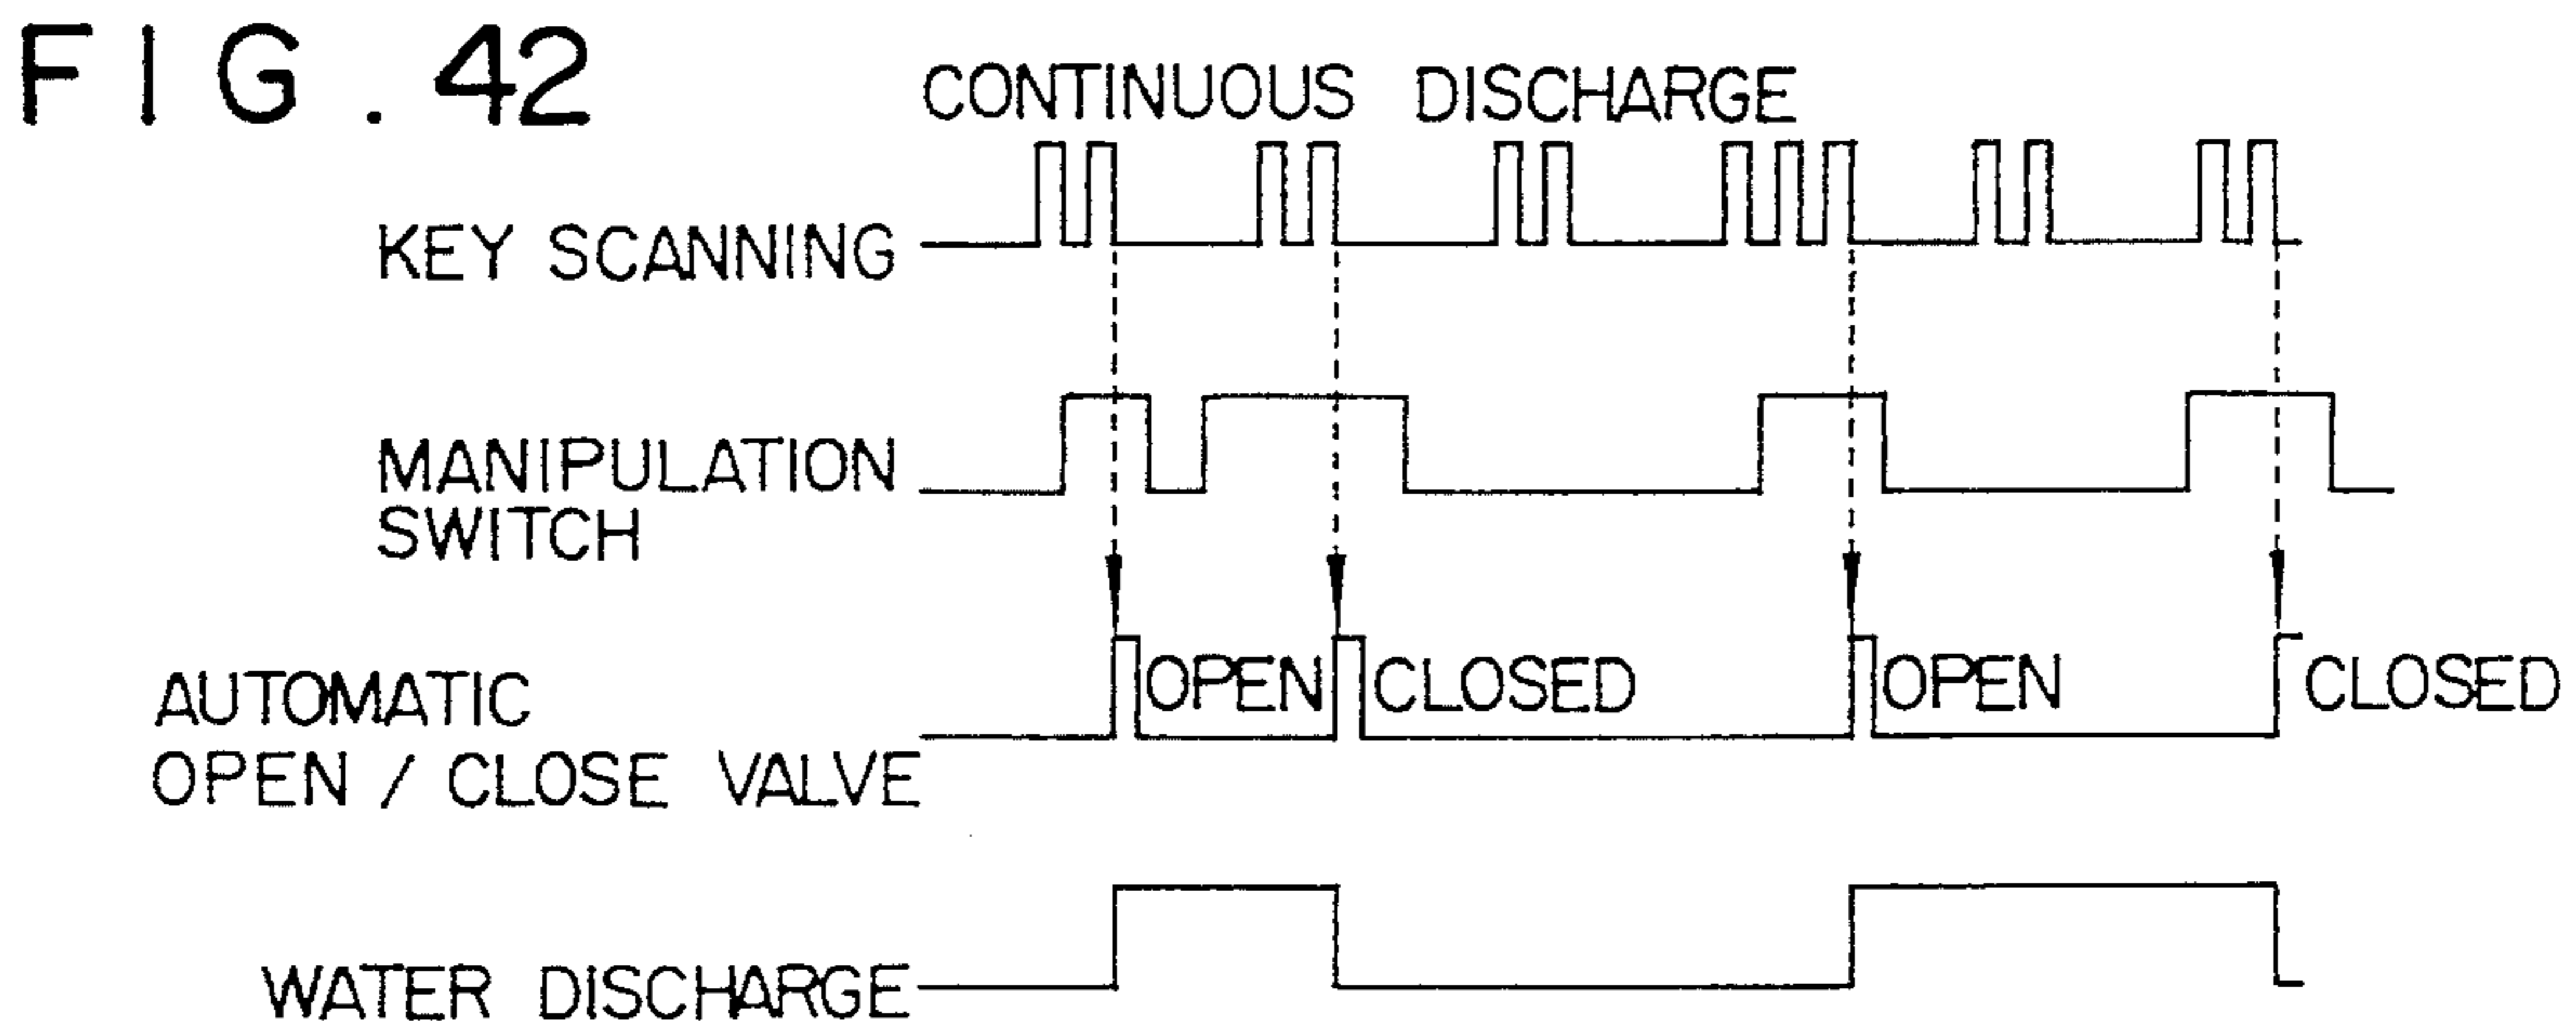 FIG. 42
CONTINUOUS DISCHARGE
KEY SCANNING
MANIPULATION
SWITCH
OPEN CLOSED OPEN CLOSED
AUTOMATIC
OPEN / CLOSE VALVE
WATER DISCHARGE